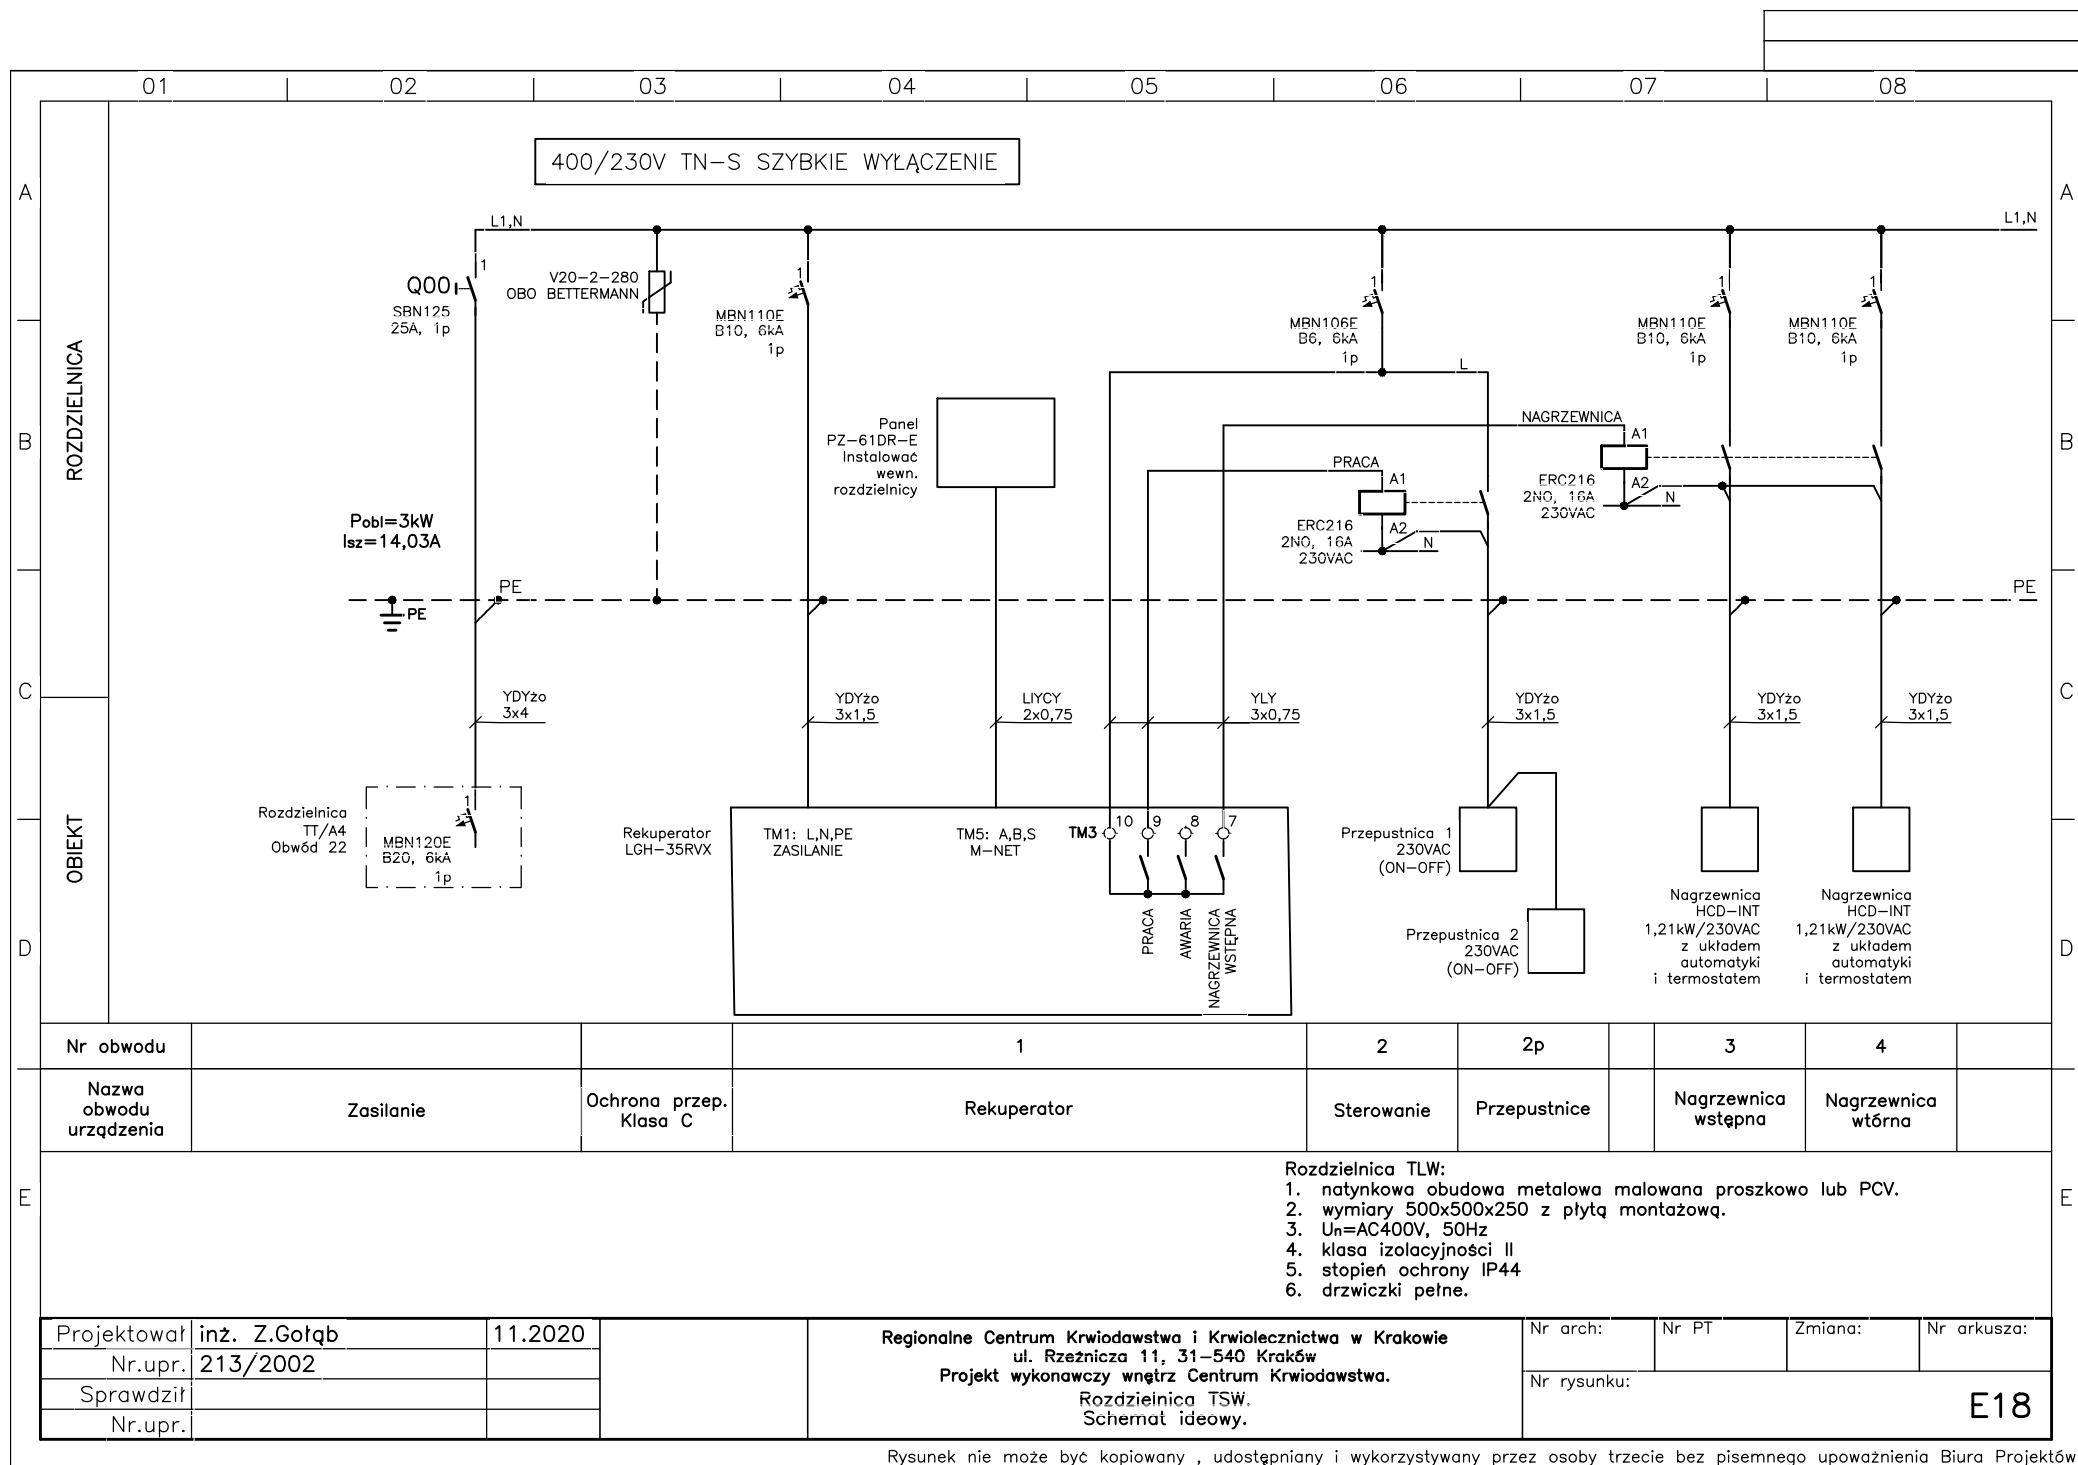 01 02 03 04 05 06 07 08
400/230V TN-S SZYBKIE WYŁĄCZENIE
A A
L1,N L1,N
Q00
1
SBN125
25A, 1p
V20-2-280
OBO BETTERMANN
1
MBN110E
B10, 6kA
1p
1
MBN106E
B6, 6kA
1p
1
MBN110E
B10, 6kA
1p
1
MBN110E
B10, 6kA
1p
ROZDZIELNICA
B B
L
Panel
PZ-61DR-E
Instalować
wewn.
rozdzielnicy
NAGRZEWNICA
A1
ERC216
2NO, 16A
230VAC
A2
N
PRACA
A1
ERC216
2NO, 16A
230VAC
A2
N
Pobl=3kW
Isz=14,03A
PE
PE
PE
C C
YDYżo
3x4
YDYżo
3x1,5
LIYCY
2x0,75
YLY
3x0,75
YDYżo
3x1,5
YDYżo
3x1,5
YDYżo
3x1,5
OBIEKT
Rozdzielnica
TT/A4
Obwód 22
1
MBN120E
B20, 6kA
1p
Rekuperator
LGH-35RVX
TM1: L,N,PE
ZASILANIE
TM5: A,B,S
M-NET
TM3
10 9 8 7
PRACA
AWARIA
NAGRZEWNICA
WSTĘPNA
Przepustnica 1
230VAC
(ON-OFF)
Przepustnica 2
230VAC
(ON-OFF)
Nagrzewnica
HCD-INT
1,21kW/230VAC
z układem
automatyki
i termostatem
Nagrzewnica
HCD-INT
1,21kW/230VAC
z układem
automatyki
i termostatem
D D
Nr obwodu 1 2 2p 3 4
Nazwa
obwodu
urządzenia
Zasilanie
Ochrona przep.
Klasa C
Rekuperator
Sterowanie
Przepustnice
Nagrzewnica
wstępna
Nagrzewnica
wtórna
E E
Rozdzielnica TLW:
1. natynkowa obudowa metalowa malowana proszkowo lub PCV.
2. wymiary 500x500x250 z płytą montażową.
3. Un=AC400V, 50Hz
4. klasa izolacyjności II
5. stopień ochrony IP44
6. drzwiczki pełne.
Projektował inż. Z.Gołąb 11.2020
Nr.upr. 213/2002
Sprawdził
Nr.upr.
Regionalne Centrum Krwiodawstwa i Krwiolecznictwa w Krakowie
ul. Rzeźnicza 11, 31-540 Kraków
Projekt wykonawczy wnętrz Centrum Krwiodawstwa.
Rozdzielnica TSW.
Schemat ideowy.
Nr arch: Nr PT Zmiana: Nr arkusza:
Nr rysunku:
E18
Rysunek nie może być kopiowany , udostępniany i wykorzystywany przez osoby trzecie bez pisemnego upoważnienia Biura Projektów